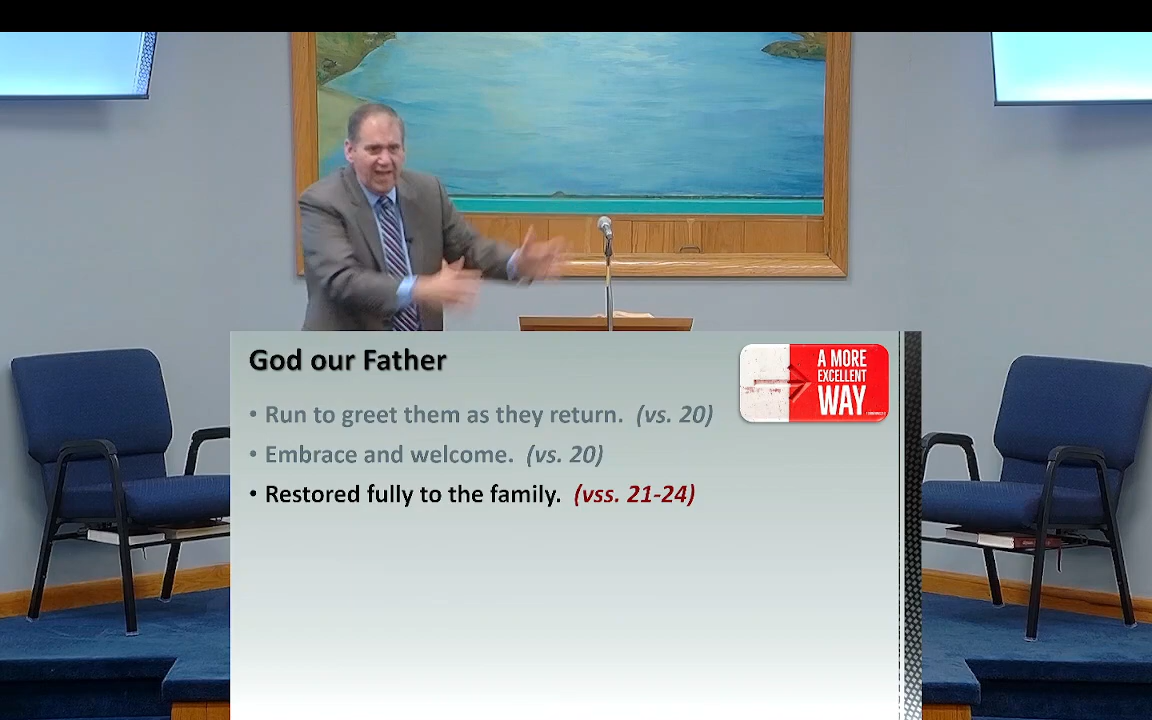 God our Father
• Run to greet them as they return. (vs. 20)
• Embrace and welcome. (vs. 20)
• Restored fully to the family. (vss. 21-24)
A MORE
EXCELLENT
WAY